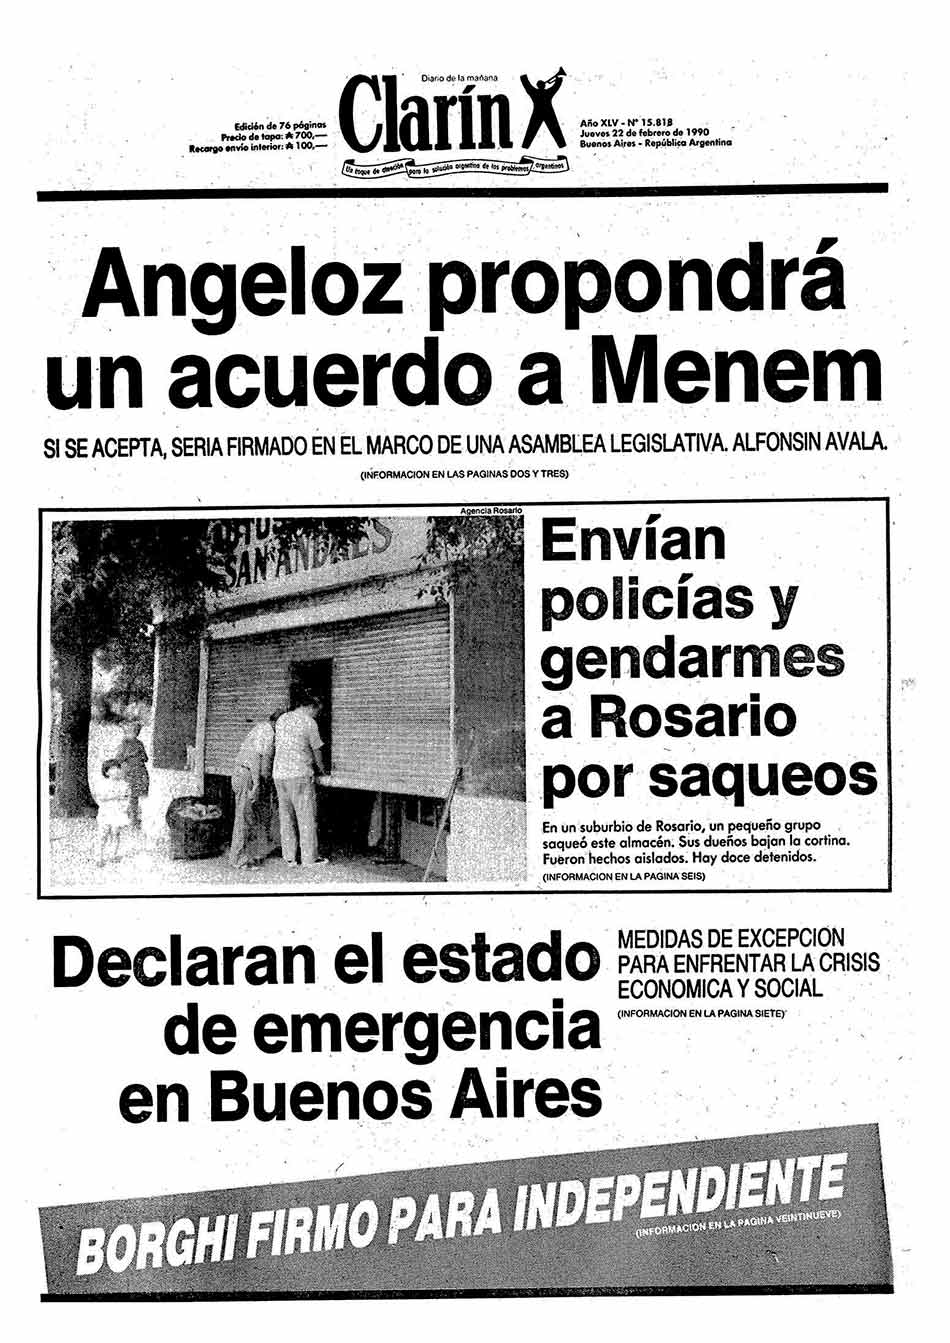 Diario de la mañana
Clarín
Un toque de atención para la solución argentina de los problemas argentinos
Edición de 76 páginas
Precio de tapa: ₳ 700,—
Recargo envío interior: ₳ 100,—
Año XLV - Nº 15.818
Jueves 22 de febrero de 1990
Buenos Aires - República Argentina
Angeloz propondrá
un acuerdo a Menem
SI SE ACEPTA, SERIA FIRMADO EN EL MARCO DE UNA ASAMBLEA LEGISLATIVA. ALFONSIN AVALA.
(INFORMACION EN LAS PAGINAS DOS Y TRES)
Agencia Rosario
SAN ANDRES
Envían
policías y
gendarmes
a Rosario
por saqueos
En un suburbio de Rosario, un pequeño grupo
saqueó este almacén. Sus dueños bajan la cortina.
Fueron hechos aislados. Hay doce detenidos.
(INFORMACION EN LA PAGINA SEIS)
Declaran el estado
de emergencia
en Buenos Aires
MEDIDAS DE EXCEPCION
PARA ENFRENTAR LA CRISIS
ECONOMICA Y SOCIAL
(INFORMACION EN LA PAGINA SIETE)
BORGHI FIRMO PARA INDEPENDIENTE
(INFORMACION EN LA PAGINA VEINTINUEVE)